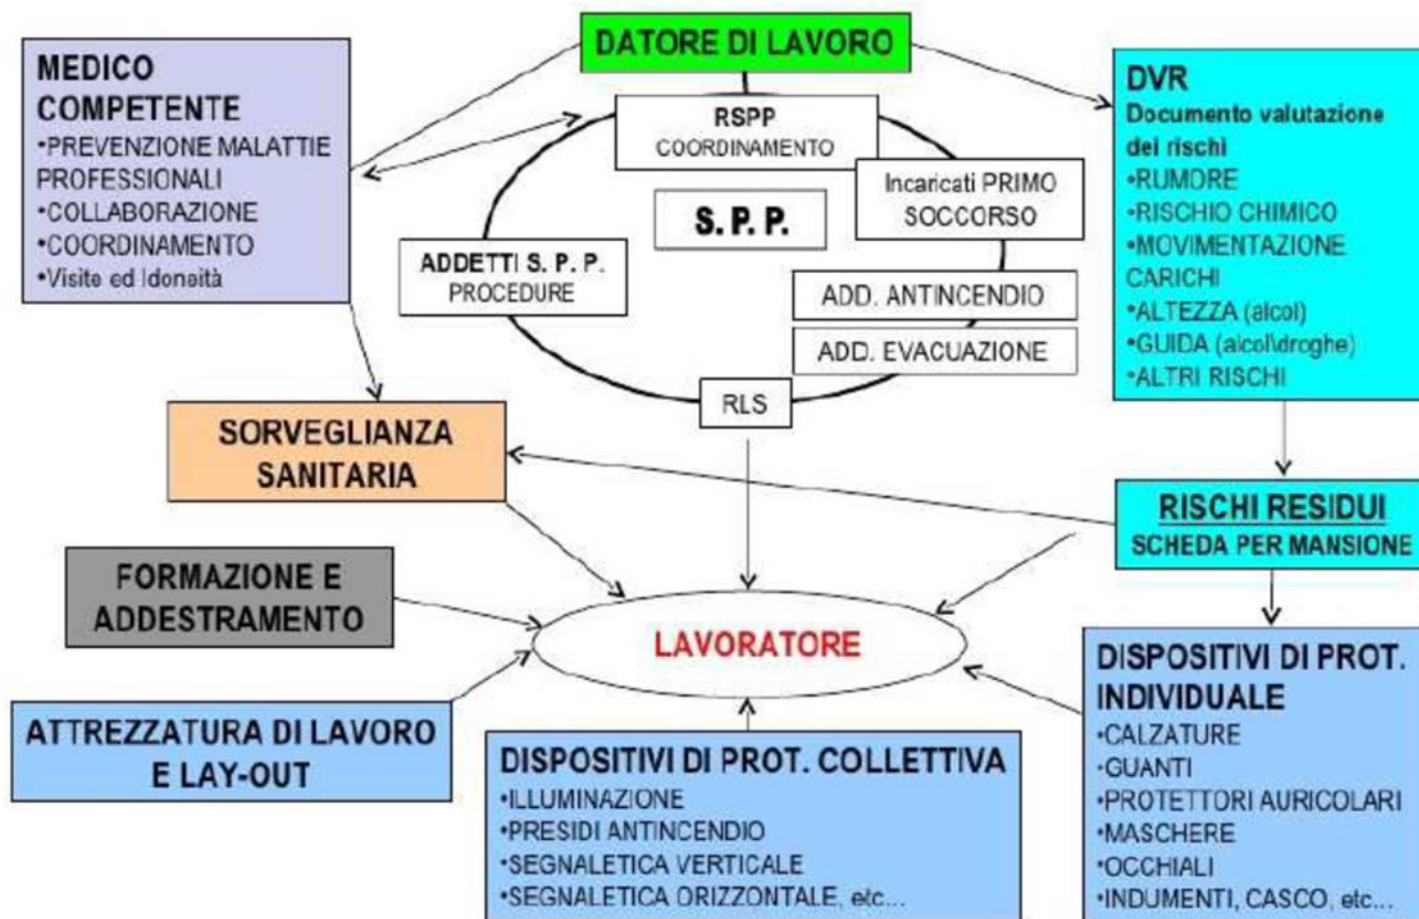 DATORE DI LAVORO
MEDICO
COMPETENTE
•PREVENZIONE MALATTIE
PROFESSIONALI
•COLLABORAZIONE
•COORDINAMENTO
•Visite ed Idoneità
RSPP
COORDINAMENTO
Incaricati PRIMO
SOCCORSO
S. P. P.
ADDETTI S. P. P.
PROCEDURE
ADD. ANTINCENDIO
ADD. EVACUAZIONE
RLS
DVR
Documento valutazione
dei rischi
•RUMORE
•RISCHIO CHIMICO
•MOVIMENTAZIONE
CARICHI
•ALTEZZA (alcol)
•GUIDA (alcol\droghe)
•ALTRI RISCHI
SORVEGLIANZA
SANITARIA
RISCHI RESIDUI
SCHEDA PER MANSIONE
FORMAZIONE E
ADDESTRAMENTO
LAVORATORE
ATTREZZATURA DI LAVORO
E LAY-OUT
DISPOSITIVI DI PROT. COLLETTIVA
•ILLUMINAZIONE
•PRESIDI ANTINCENDIO
•SEGNALETICA VERTICALE
•SEGNALETICA ORIZZONTALE, etc...
DISPOSITIVI DI PROT.
INDIVIDUALE
•CALZATURE
•GUANTI
•PROTETTORI AURICOLARI
•MASCHERE
•OCCHIALI
•INDUMENTI, CASCO, etc...